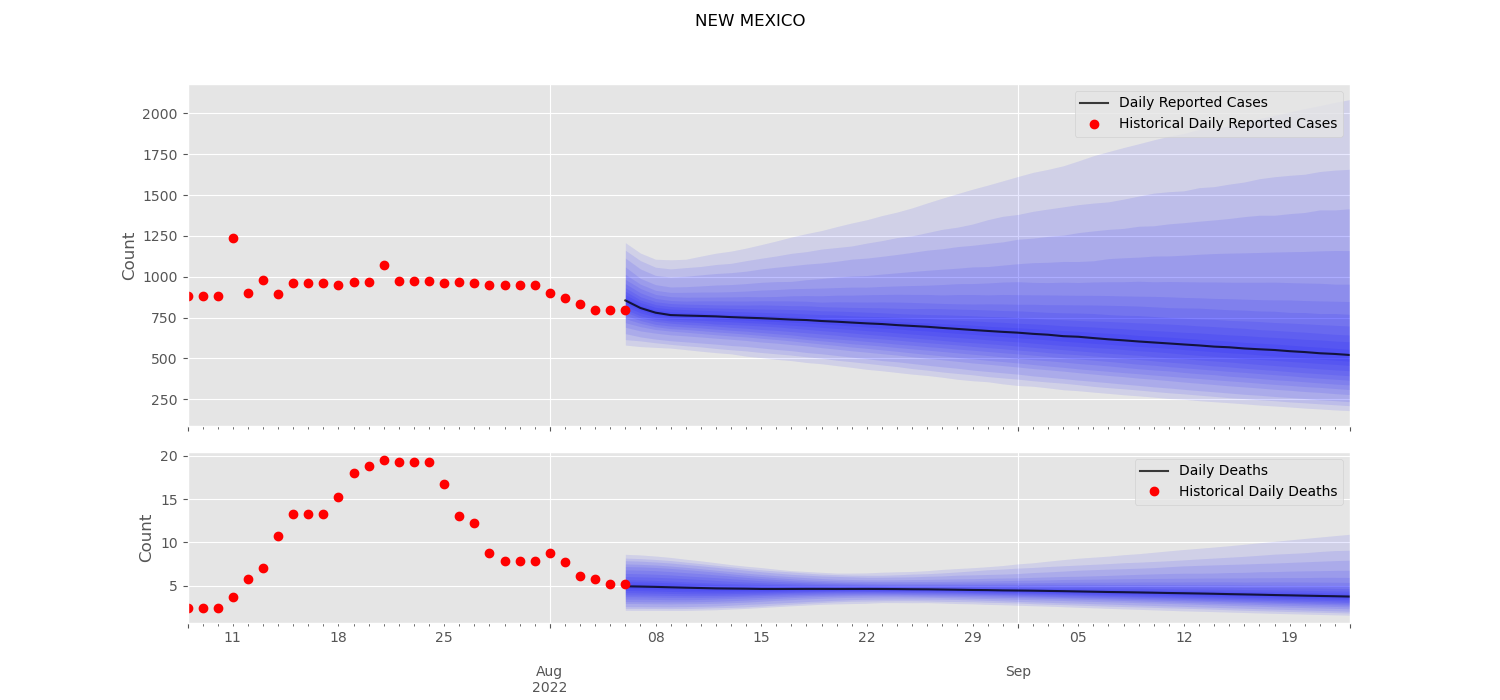 NEW MEXICO
2000
1750
1500
1250
1000
750
500
250
Count
Daily Reported Cases
Historical Daily Reported Cases
20
15
10
5
Count
Daily Deaths
Historical Daily Deaths
11 18 25 08 15 22 29 05 12 19
Aug Sep
2022